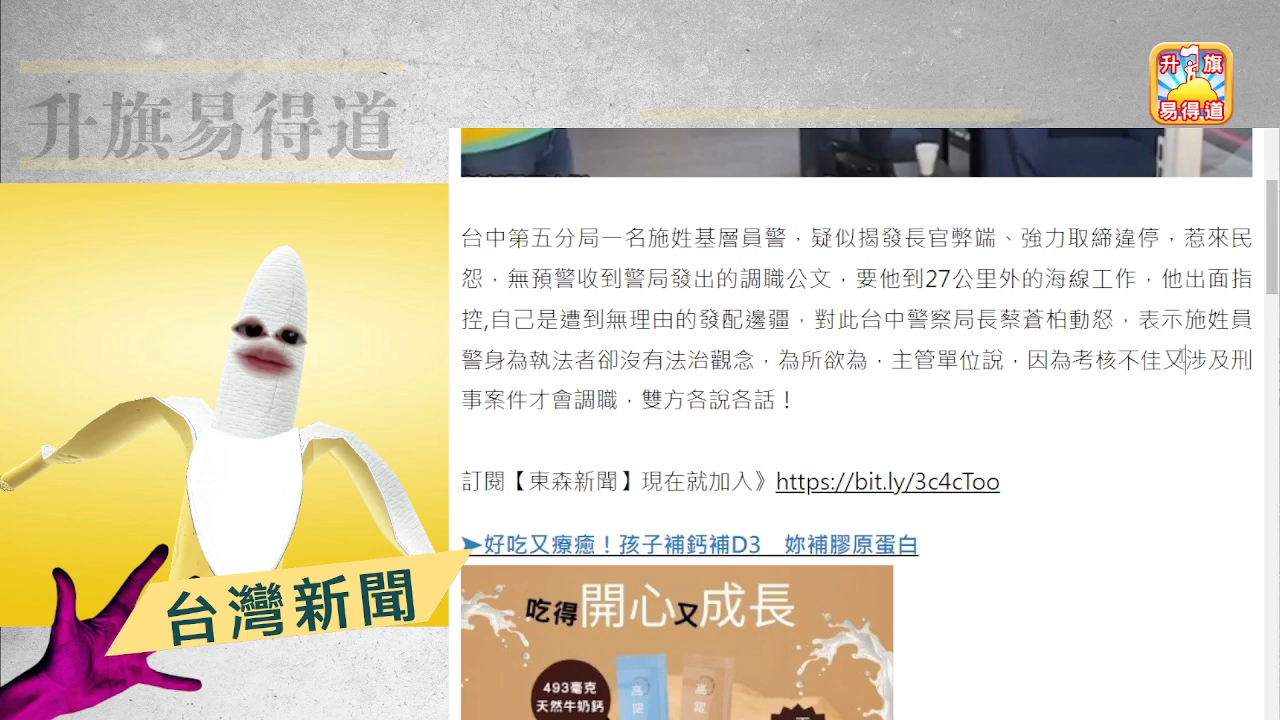 升旗易得道
升旗
易得道
台中第五分局一名施姓基層員警，疑似揭發長官弊端、強力取締違停，惹來民
怨，無預警收到警局發出的調職公文，要他到27公里外的海線工作，他出面指
控,自己是遭到無理由的發配邊疆，對此台中警察局長蔡蒼柏動怒，表示施姓員
警身為執法者卻沒有法治觀念，為所欲為，主管單位說，因為考核不佳又涉及刑
事案件才會調職，雙方各說各話！
訂閱【東森新聞】現在就加入》https://bit.ly/3c4cToo
➤好吃又療癒！孩子補鈣補D3　妳補膠原蛋白
台灣新聞
吃得開心又成長
493毫克
天然牛奶鈣